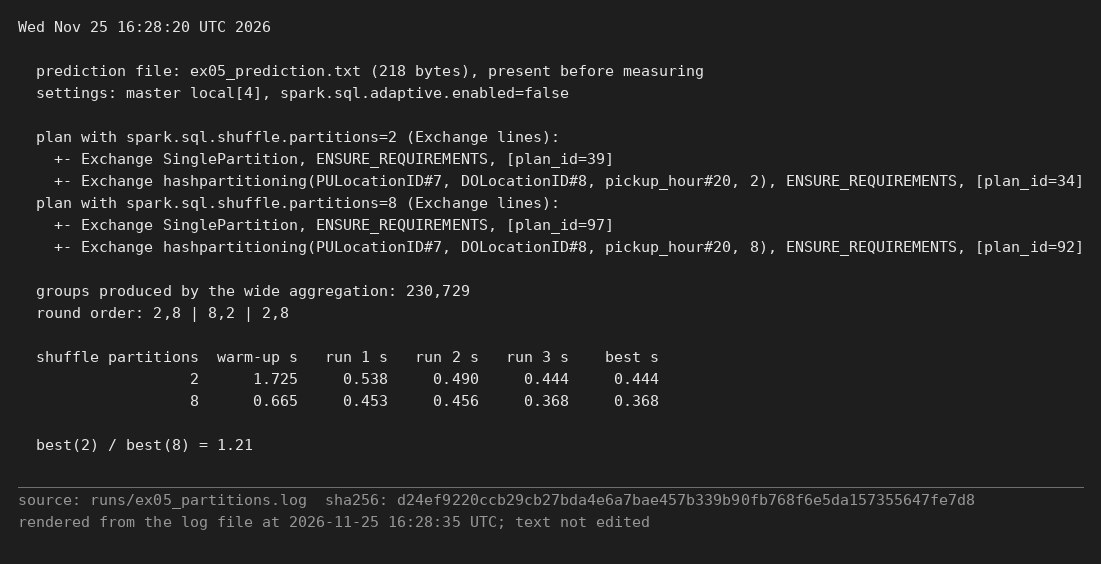 Wed Nov 25 16:28:20 UTC 2026
prediction file: ex05_prediction.txt (218 bytes), present before measuring
settings: master local[4], spark.sql.adaptive.enabled=false
plan with spark.sql.shuffle.partitions=2 (Exchange lines):
+- Exchange SinglePartition, ENSURE_REQUIREMENTS, [plan_id=39]
+- Exchange hashpartitioning(PULocationID#7, DOLocationID#8, pickup_hour#20, 2), ENSURE_REQUIREMENTS, [plan_id=34]
plan with spark.sql.shuffle.partitions=8 (Exchange lines):
+- Exchange SinglePartition, ENSURE_REQUIREMENTS, [plan_id=97]
+- Exchange hashpartitioning(PULocationID#7, DOLocationID#8, pickup_hour#20, 8), ENSURE_REQUIREMENTS, [plan_id=92]
groups produced by the wide aggregation: 230,729
round order: 2,8 | 8,2 | 2,8
shuffle partitions  warm-up s   run 1 s   run 2 s   run 3 s    best s
2      1.725     0.538     0.490     0.444     0.444
8      0.665     0.453     0.456     0.368     0.368
best(2) / best(8) = 1.21
source: runs/ex05_partitions.log  sha256: d24ef9220ccb29cb27bda4e6a7bae457b339b90fb768f6e5da157355647fe7d8
rendered from the log file at 2026-11-25 16:28:35 UTC; text not edited